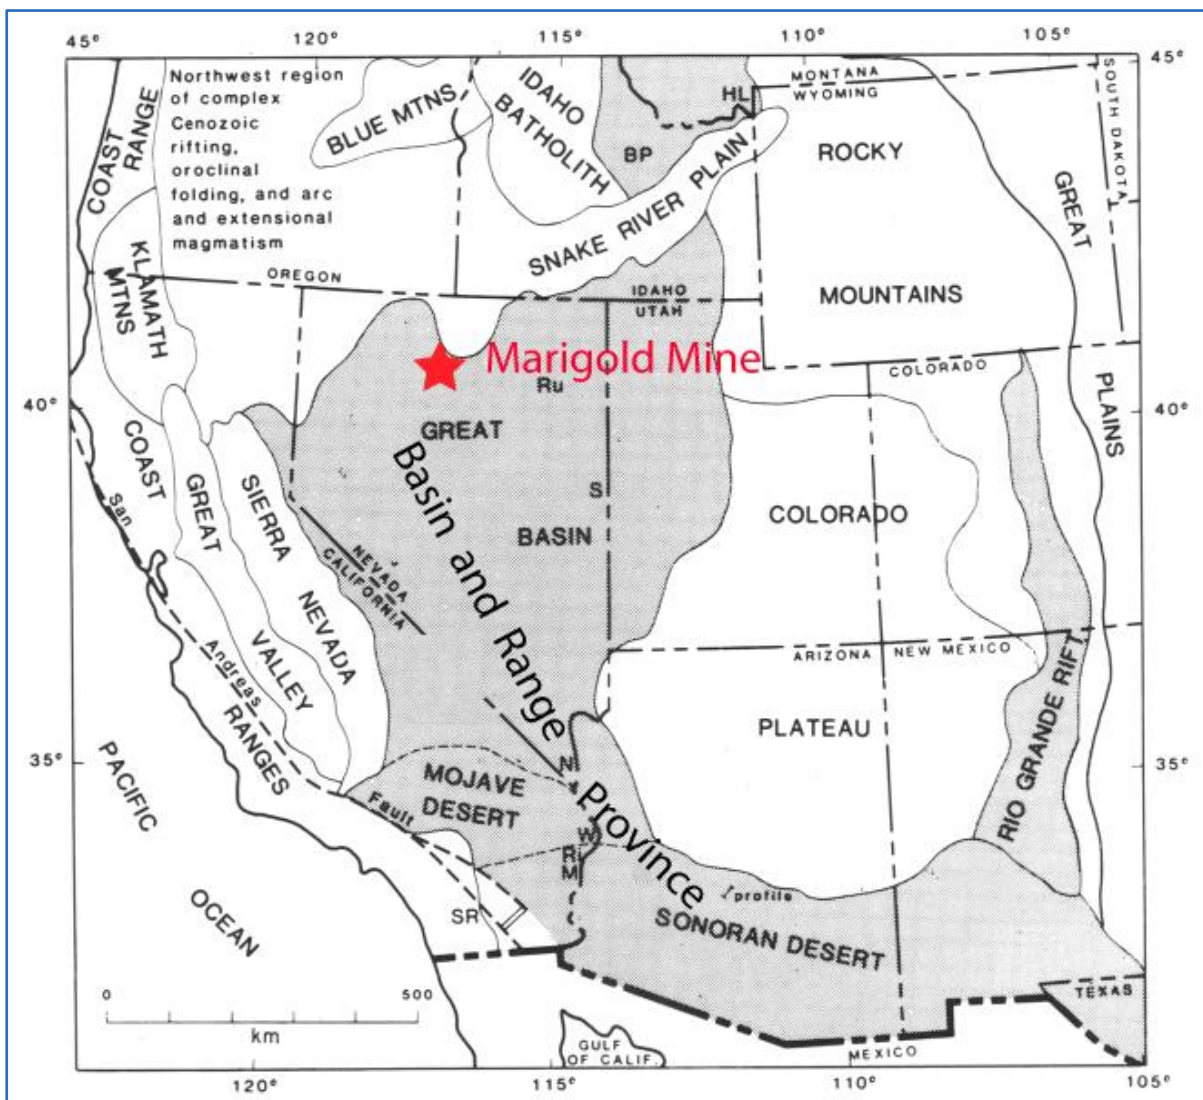 45°
120°
115°
110°
105°
45°
Northwest region
of complex
Cenozoic
rifting,
oroclinal
folding, and arc
and extensional
magmatism
COAST
RANGE
BLUE MTNS
IDAHO
BATHOLITH
HL
BP
MONTANA
WYOMING
SOUTH DAKOTA
ROCKY
MOUNTAINS
GREAT
PLAINS
SNAKE RIVER PLAIN
KLAMATH
MTNS
OREGON
IDAHO
UTAH
Marigold Mine
Ru
COLORADO
40°
40°
GREAT
BASIN
S
Basin and Range
Province
COAST
RANGES
GREAT
VALLEY
SIERRA
NEVADA
San
Andreas
Fault
NEVADA
CALIFORNIA
COLORADO
PLATEAU
ARIZONA
NEW MEXICO
RIO GRANDE RIFT
35°
35°
PACIFIC
OCEAN
MOJAVE
DESERT
N
W
Ri
M
SR
profile
SONORAN DESERT
TEXAS
MEXICO
GULF
OF CALIF.
0
500
km
120°
115°
110°
105°